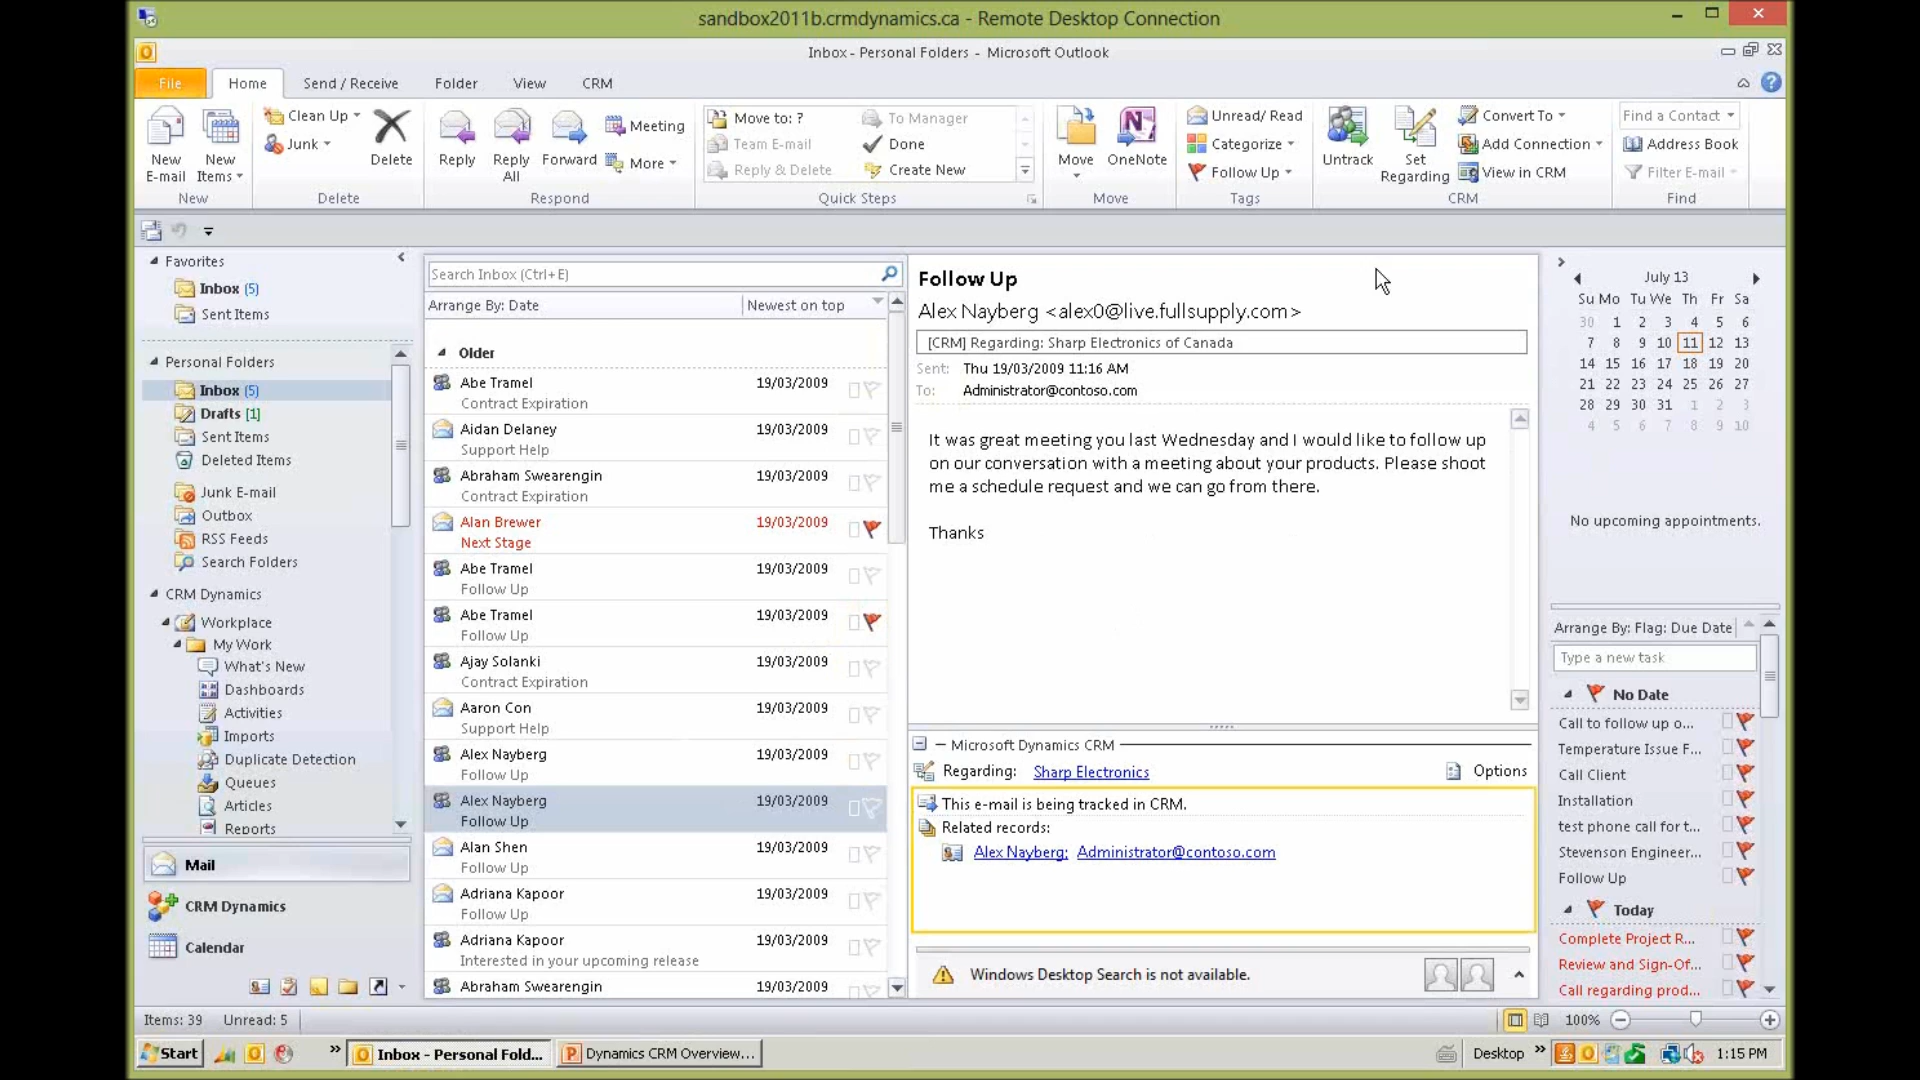 sandbox2011b.crmdynamics.ca - Remote Desktop Connection
Inbox - Personal Folders - Microsoft Outlook
File Home Send / Receive Folder View CRM
New E-mail
New Items
New
Clean Up
Junk
Delete
Delete
Reply
Reply All
Forward
Meeting
More
Respond
Move to: ?
Team E-mail
Reply & Delete
To Manager
Done
Create New
Quick Steps
Move
OneNote
Move
Unread/ Read
Categorize
Follow Up
Tags
Untrack
Set Regarding
Convert To
Add Connection
View in CRM
CRM
Find a Contact
Address Book
Filter E-mail
Find
Favorites
Inbox (5)
Sent Items
Personal Folders
Inbox (5)
Drafts [1]
Sent Items
Deleted Items
Junk E-mail
Outbox
RSS Feeds
Search Folders
CRM Dynamics
Workplace
My Work
What's New
Dashboards
Activities
Imports
Duplicate Detection
Queues
Articles
Reports
Mail
CRM Dynamics
Calendar
Search Inbox (Ctrl+E)
Arrange By: Date Newest on top
Older
Abe Tramel 19/03/2009
Contract Expiration
Aidan Delaney 19/03/2009
Support Help
Abraham Swearengin 19/03/2009
Contract Expiration
Alan Brewer 19/03/2009
Next Stage
Abe Tramel 19/03/2009
Follow Up
Abe Tramel 19/03/2009
Follow Up
Ajay Solanki 19/03/2009
Contract Expiration
Aaron Con 19/03/2009
Support Help
Alex Nayberg 19/03/2009
Follow Up
Alex Nayberg 19/03/2009
Follow Up
Alan Shen 19/03/2009
Follow Up
Adriana Kapoor 19/03/2009
Follow Up
Adriana Kapoor 19/03/2009
Interested in your upcoming release
Abraham Swearengin 19/03/2009
Follow Up
Alex Nayberg <alex0@live.fullsupply.com>
[CRM] Regarding: Sharp Electronics of Canada
Sent: Thu 19/03/2009 11:16 AM
To: Administrator@contoso.com
It was great meeting you last Wednesday and I would like to follow up
on our conversation with a meeting about your products. Please shoot
me a schedule request and we can go from there.
Thanks
Microsoft Dynamics CRM
Regarding: Sharp Electronics Options
This e-mail is being tracked in CRM.
Related records:
Alex Nayberg; Administrator@contoso.com
Windows Desktop Search is not available.
July 13
Su Mo Tu We Th Fr Sa
30 1 2 3 4 5 6
7 8 9 10 11 12 13
14 15 16 17 18 19 20
21 22 23 24 25 26 27
28 29 30 31 1 2 3
4 5 6 7 8 9 10
No upcoming appointments.
Arrange By: Flag: Due Date
Type a new task
No Date
Call to follow up o...
Temperature Issue F...
Call Client
Installation
test phone call for t...
Stevenson Engineer...
Follow Up
Today
Complete Project R...
Review and Sign-Of...
Call regarding prod...
Items: 39 Unread: 5
100%
Start
Inbox - Personal Fold...
Dynamics CRM Overview...
Desktop
1:15 PM